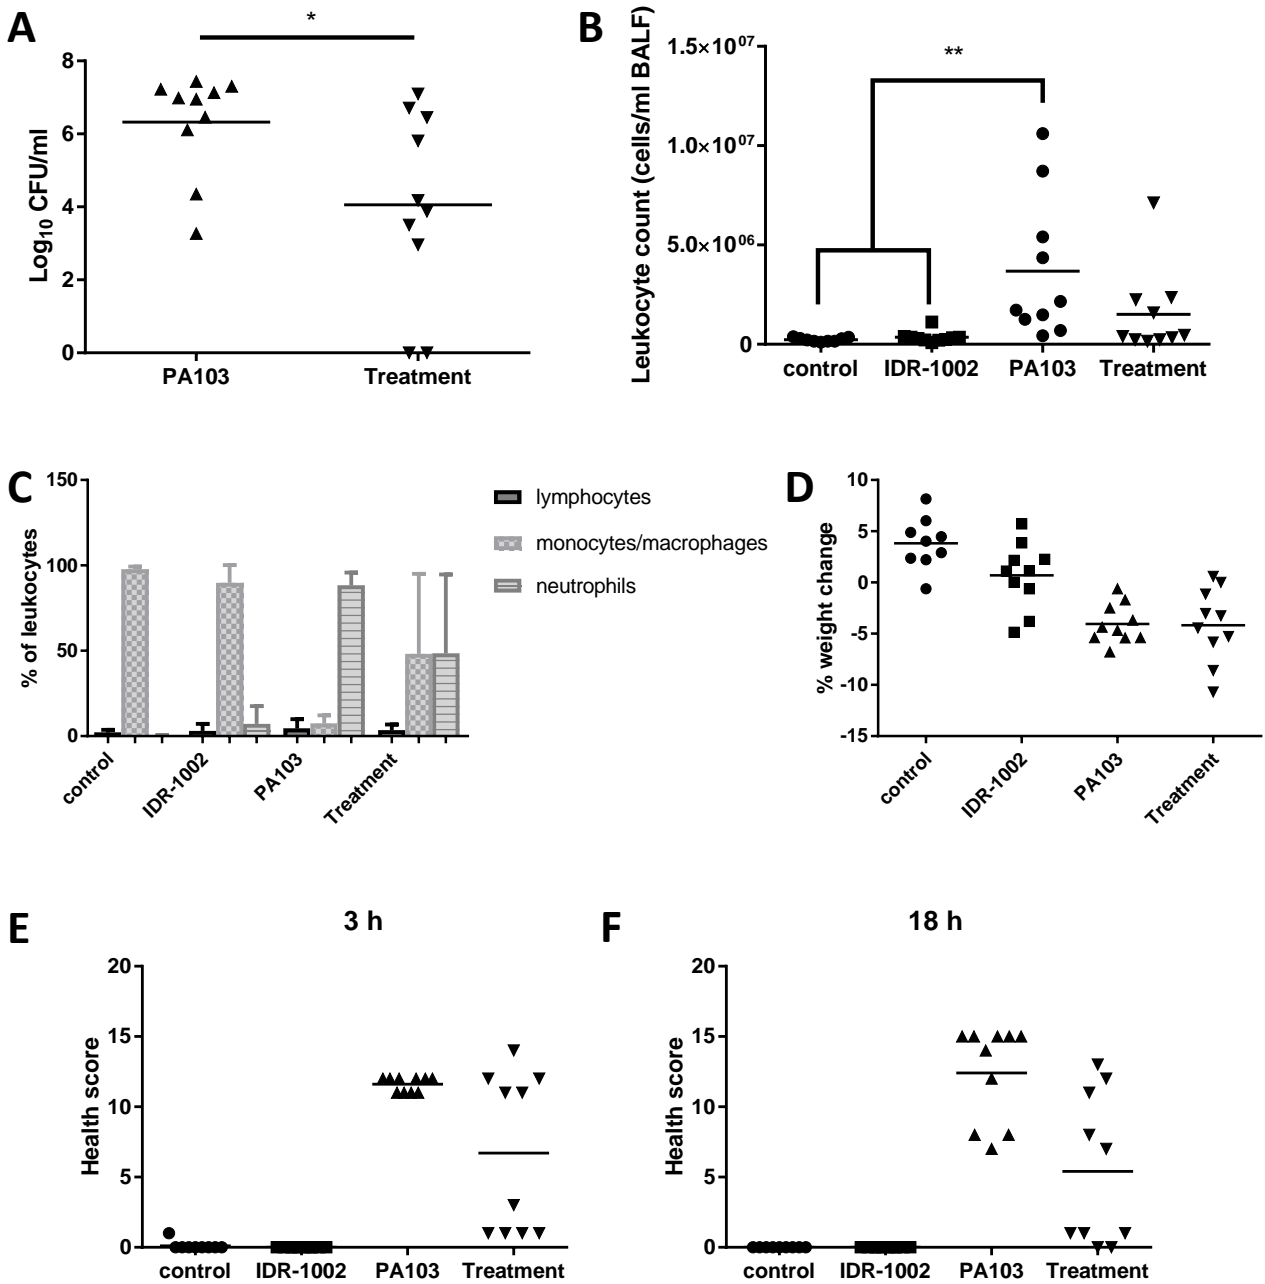 A
*
8
6
4
2
0
Log10 CFU/ml
PA103
Treatment
B
**
1.5×10^07
1.0×10^07
5.0×10^06
0
Leukocyte count (cells/ml BALF)
control
IDR-1002
PA103
Treatment
C
150
100
50
0
% of leukocytes
control
IDR-1002
PA103
Treatment
lymphocytes
monocytes/macrophages
neutrophils
D
10
5
0
-5
-10
-15
% weight change
control
IDR-1002
PA103
Treatment
E
3 h
20
15
10
5
0
Health score
control
IDR-1002
PA103
Treatment
F
18 h
20
15
10
5
0
Health score
control
IDR-1002
PA103
Treatment